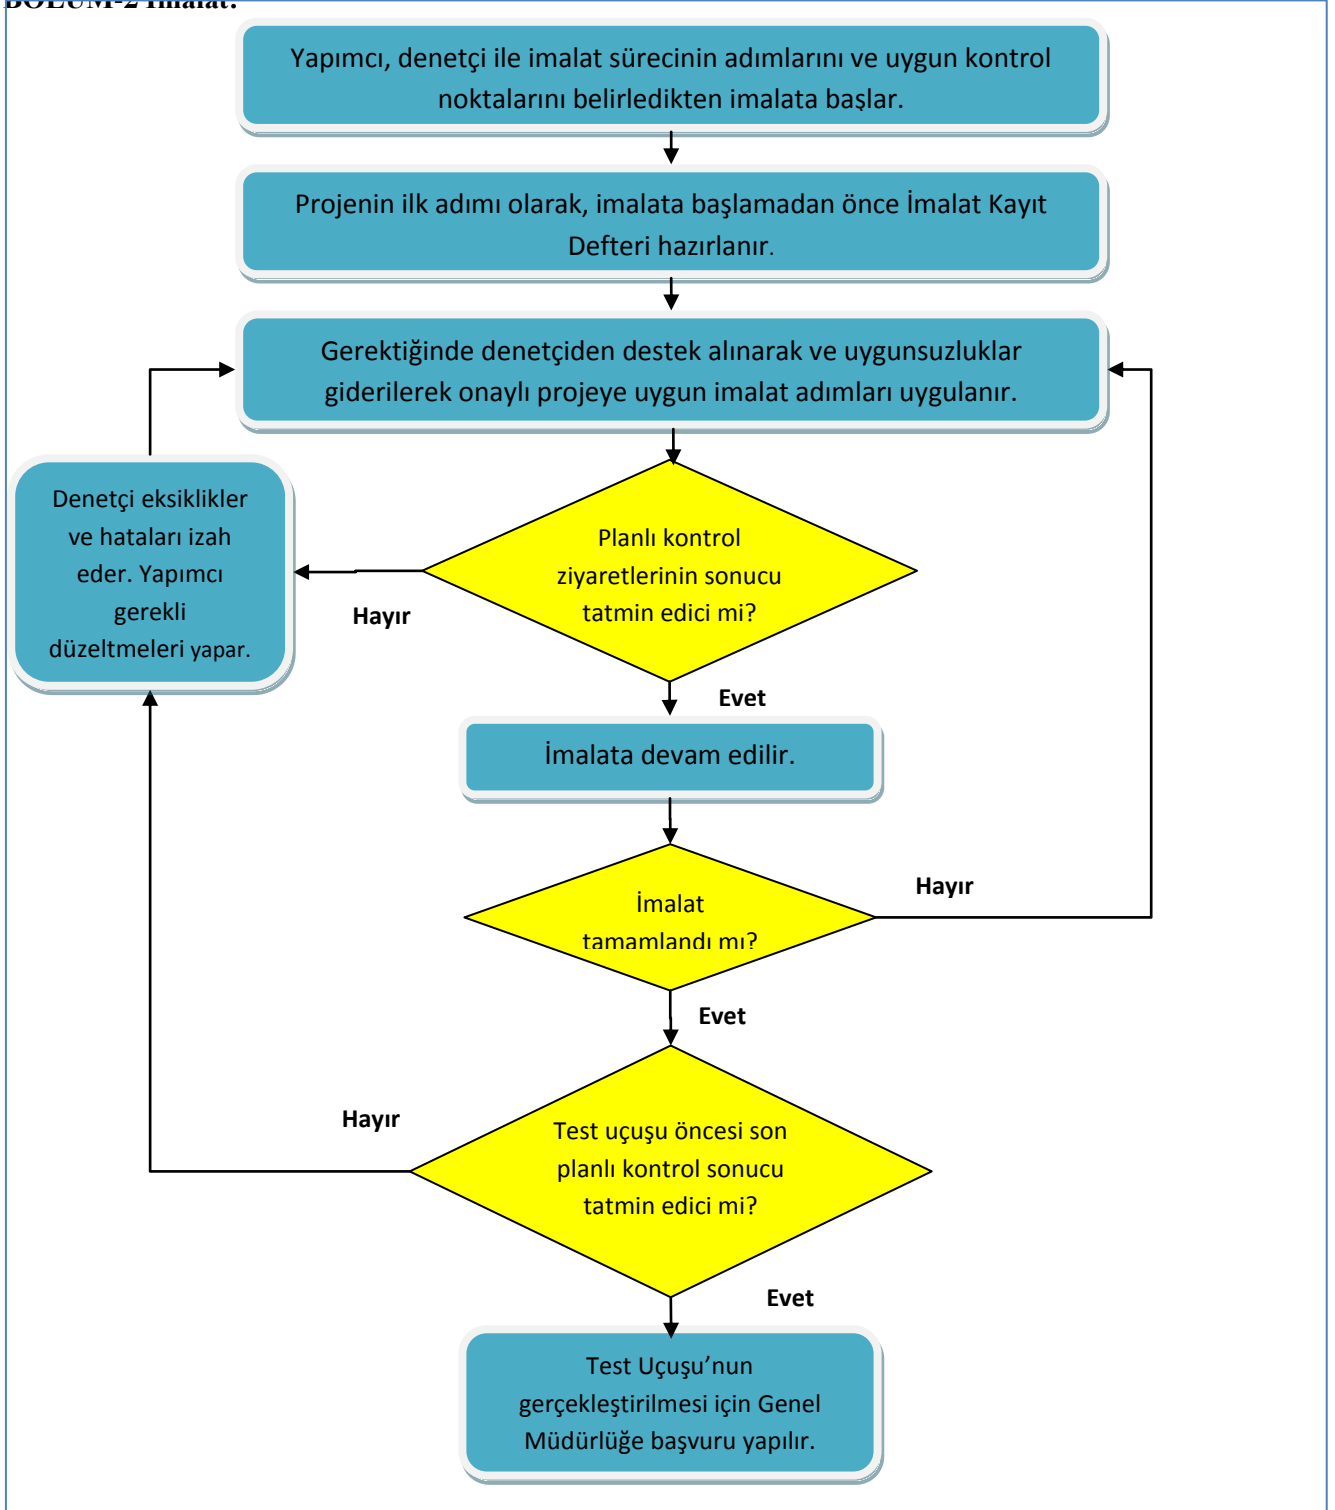 BÖLÜM-2 İmalat:
Yapımcı, denetçi ile imalat sürecinin adımlarını ve uygun kontrol
noktalarını belirledikten imalata başlar.
Projenin ilk adımı olarak, imalata başlamadan önce İmalat Kayıt
Defteri hazırlanır.
Gerektiğinde denetçiden destek alınarak ve uygunsuzluklar
giderilerek onaylı projeye uygun imalat adımları uygulanır.
Denetçi eksiklikler
ve hataları izah
eder. Yapımcı
gerekli
düzeltmeleri yapar.
Planlı kontrol
ziyaretlerinin sonucu
tatmin edici mi?
Hayır
Evet
İmalata devam edilir.
İmalat
tamamlandı mı?
Hayır
Evet
Hayır
Test uçuşu öncesi son
planlı kontrol sonucu
tatmin edici mi?
Evet
Test Uçuşu’nun
gerçekleştirilmesi için Genel
Müdürlüğe başvuru yapılır.